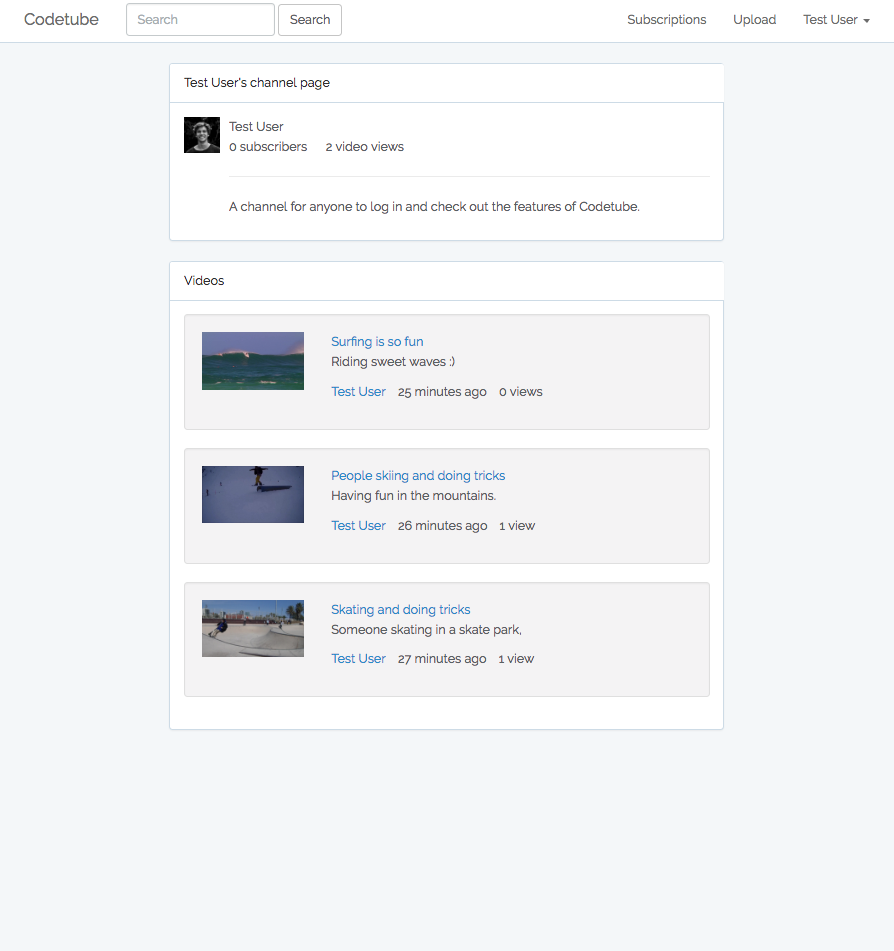 Codetube Search Search Subscriptions Upload Test User
Test User's channel page
Test User
0 subscribers 2 video views
A channel for anyone to log in and check out the features of Codetube.
Videos
Surfing is so fun
Riding sweet waves :)
Test User 25 minutes ago 0 views
People skiing and doing tricks
Having fun in the mountains.
Test User 26 minutes ago 1 view
Skating and doing tricks
Someone skating in a skate park,
Test User 27 minutes ago 1 view